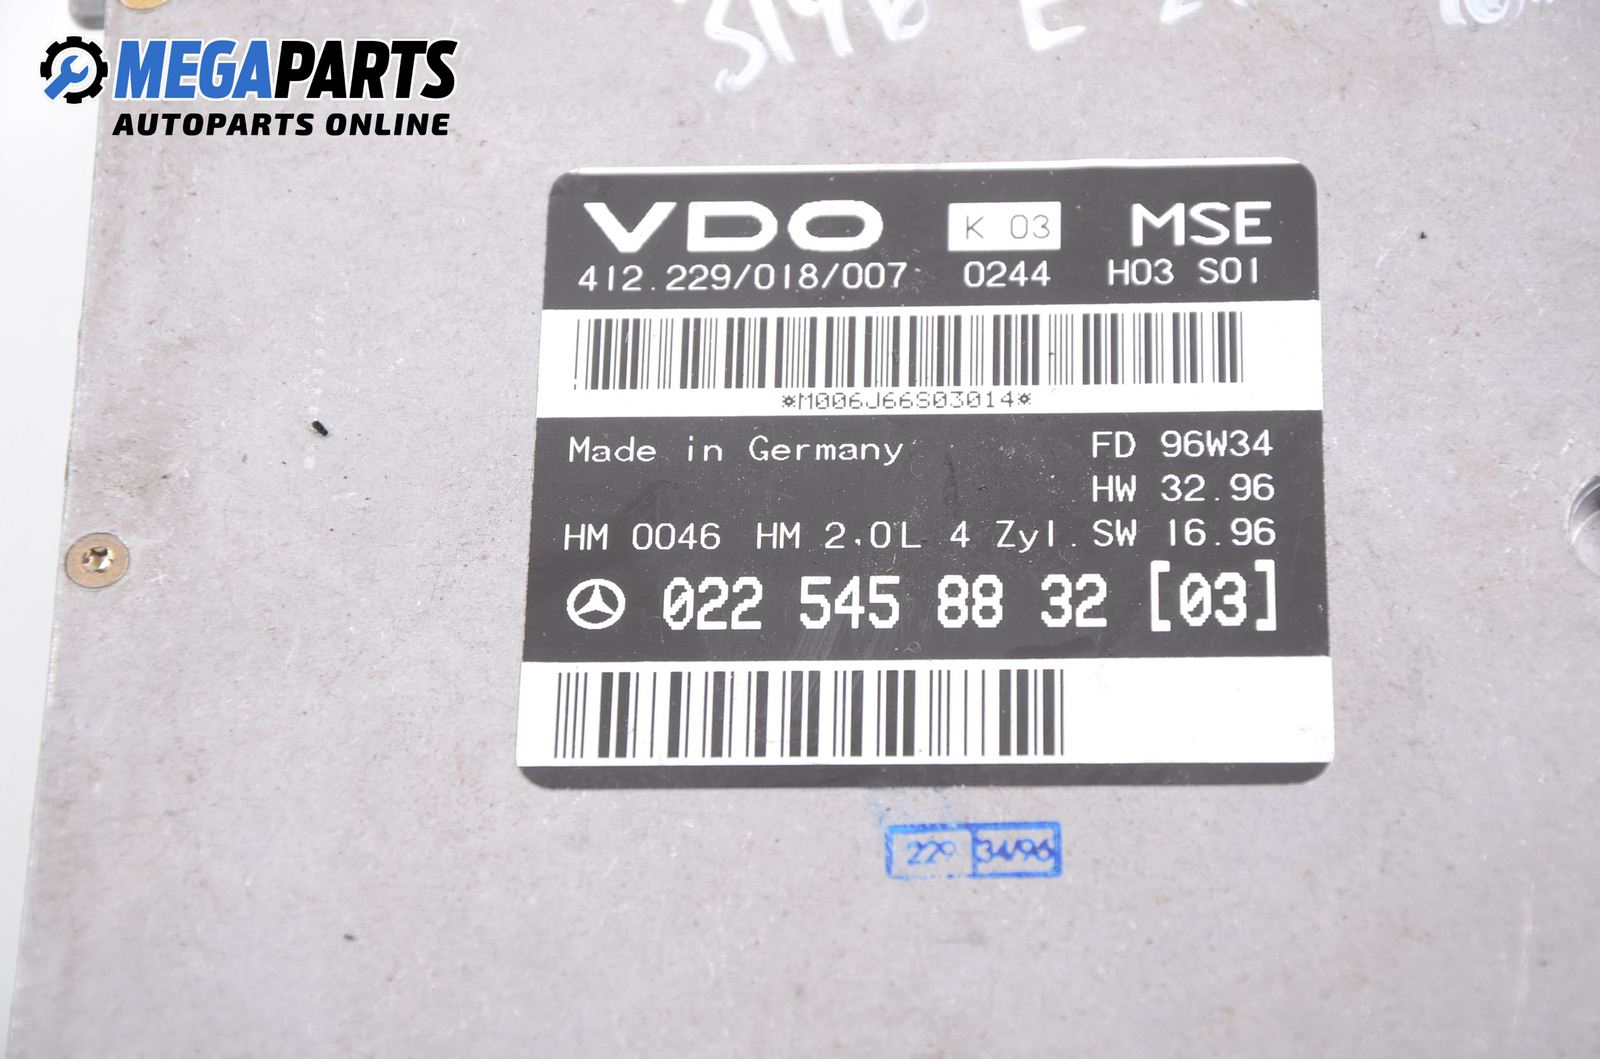 MEGAPARTS
AUTOPARTS ONLINE
VDO K 03 MSE
412.229/018/007 0244 H03 S01
*M006J66S03014*
Made in Germany FD 96W34
HW 32.96
HM 0046 HM 2.0L 4 Zyl. SW 16.96
022 545 88 32 [03]
229 34/96